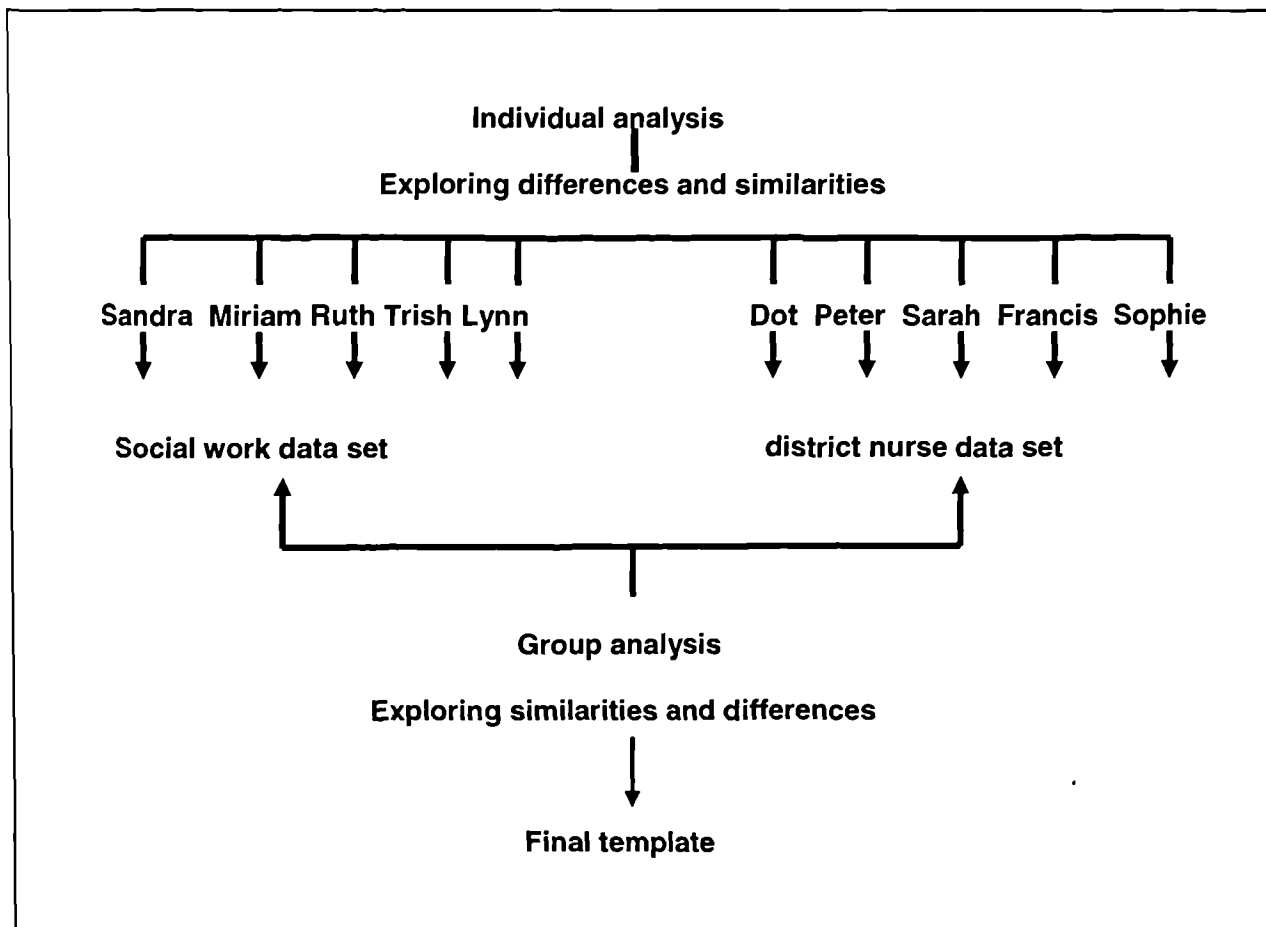 Individual analysis
Exploring differences and similarities
Sandra Miriam Ruth Trish Lynn Dot Peter Sarah Francis Sophie
Social work data set district nurse data set
Group analysis
Exploring similarities and differences
Final template